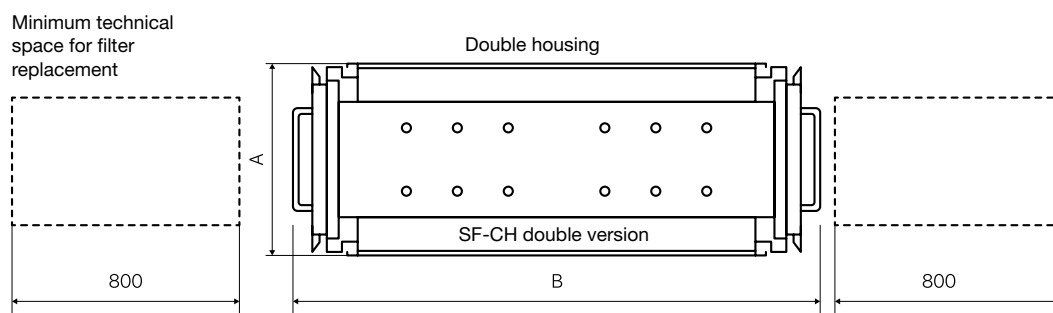 Minimum technical
space for filter
replacement
Double housing
A
SF-CH double version
800
B
800